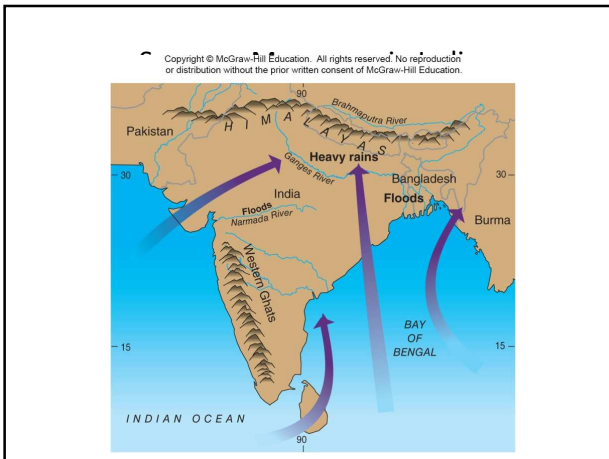 Copyright © McGraw-Hill Education. All rights reserved. No reproduction
or distribution without the prior written consent of McGraw-Hill Education.
90
Brahmaputra River
Pakistan
HIMALAYAS
Heavy rains
30
Ganges River
Bangladesh
30
India
Floods
Floods
Narmada River
Burma
Western Ghats
BAY
OF
BENGAL
15
15
INDIAN OCEAN
90